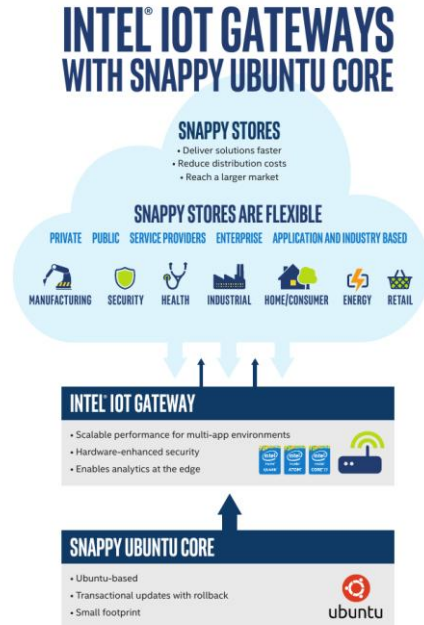 INTEL® IOT GATEWAYS
WITH SNAPPY UBUNTU CORE
SNAPPY STORES
• Deliver solutions faster
• Reduce distribution costs
• Reach a larger market
SNAPPY STORES ARE FLEXIBLE
PRIVATE PUBLIC SERVICE PROVIDERS ENTERPRISE APPLICATION AND INDUSTRY BASED
MANUFACTURING SECURITY HEALTH INDUSTRIAL HOME/CONSUMER ENERGY RETAIL
INTEL® IOT GATEWAY
• Scalable performance for multi-app environments
• Hardware-enhanced security
• Enables analytics at the edge
SNAPPY UBUNTU CORE
• Ubuntu-based
• Transactional updates with rollback
• Small footprint
ubuntu